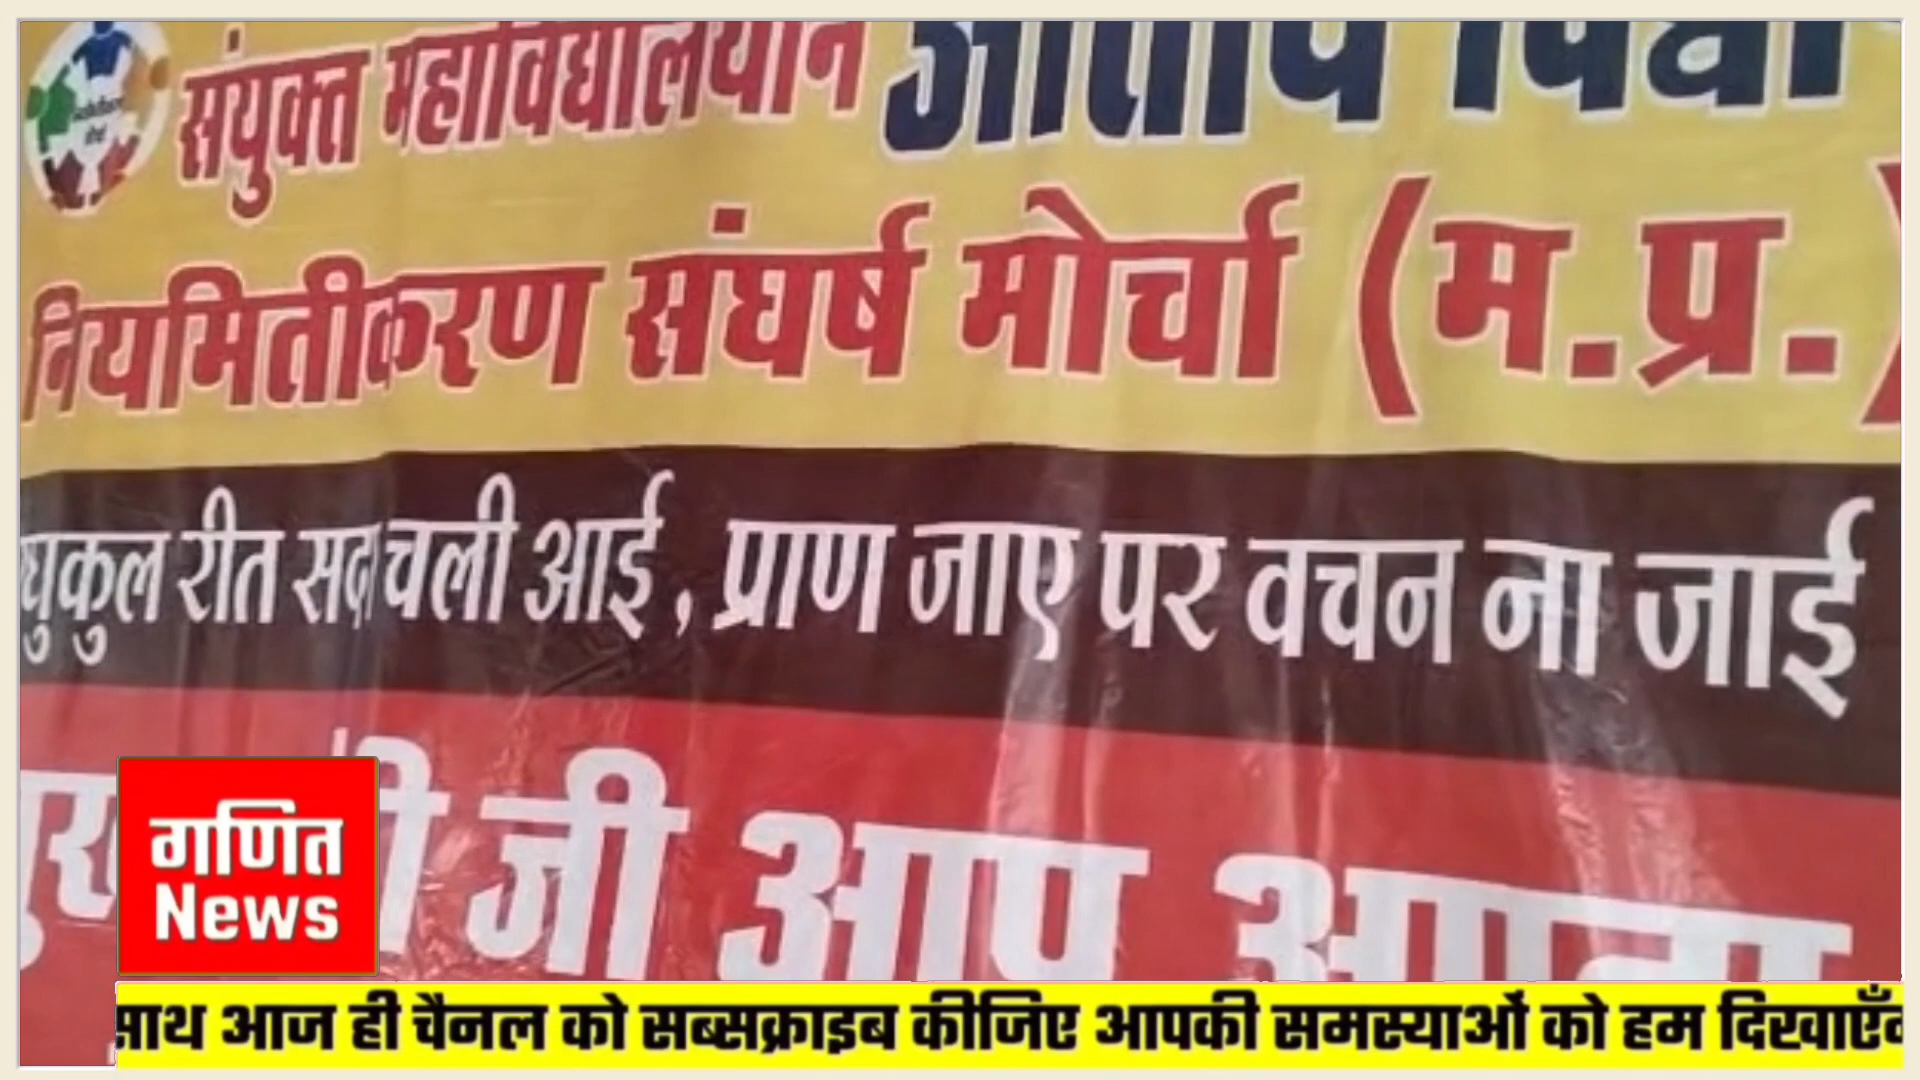 संयुक्त महाविद्यालयीन
नियमितीकरण संघर्ष मोर्चा (म.प्र.)
रीत सदा चली आई, प्राण जाए पर वचन ना जाई
जी आप
गणित
News
साथ आज ही चैनल को सब्सक्राइब कीजिए आपकी समस्याओं को हम